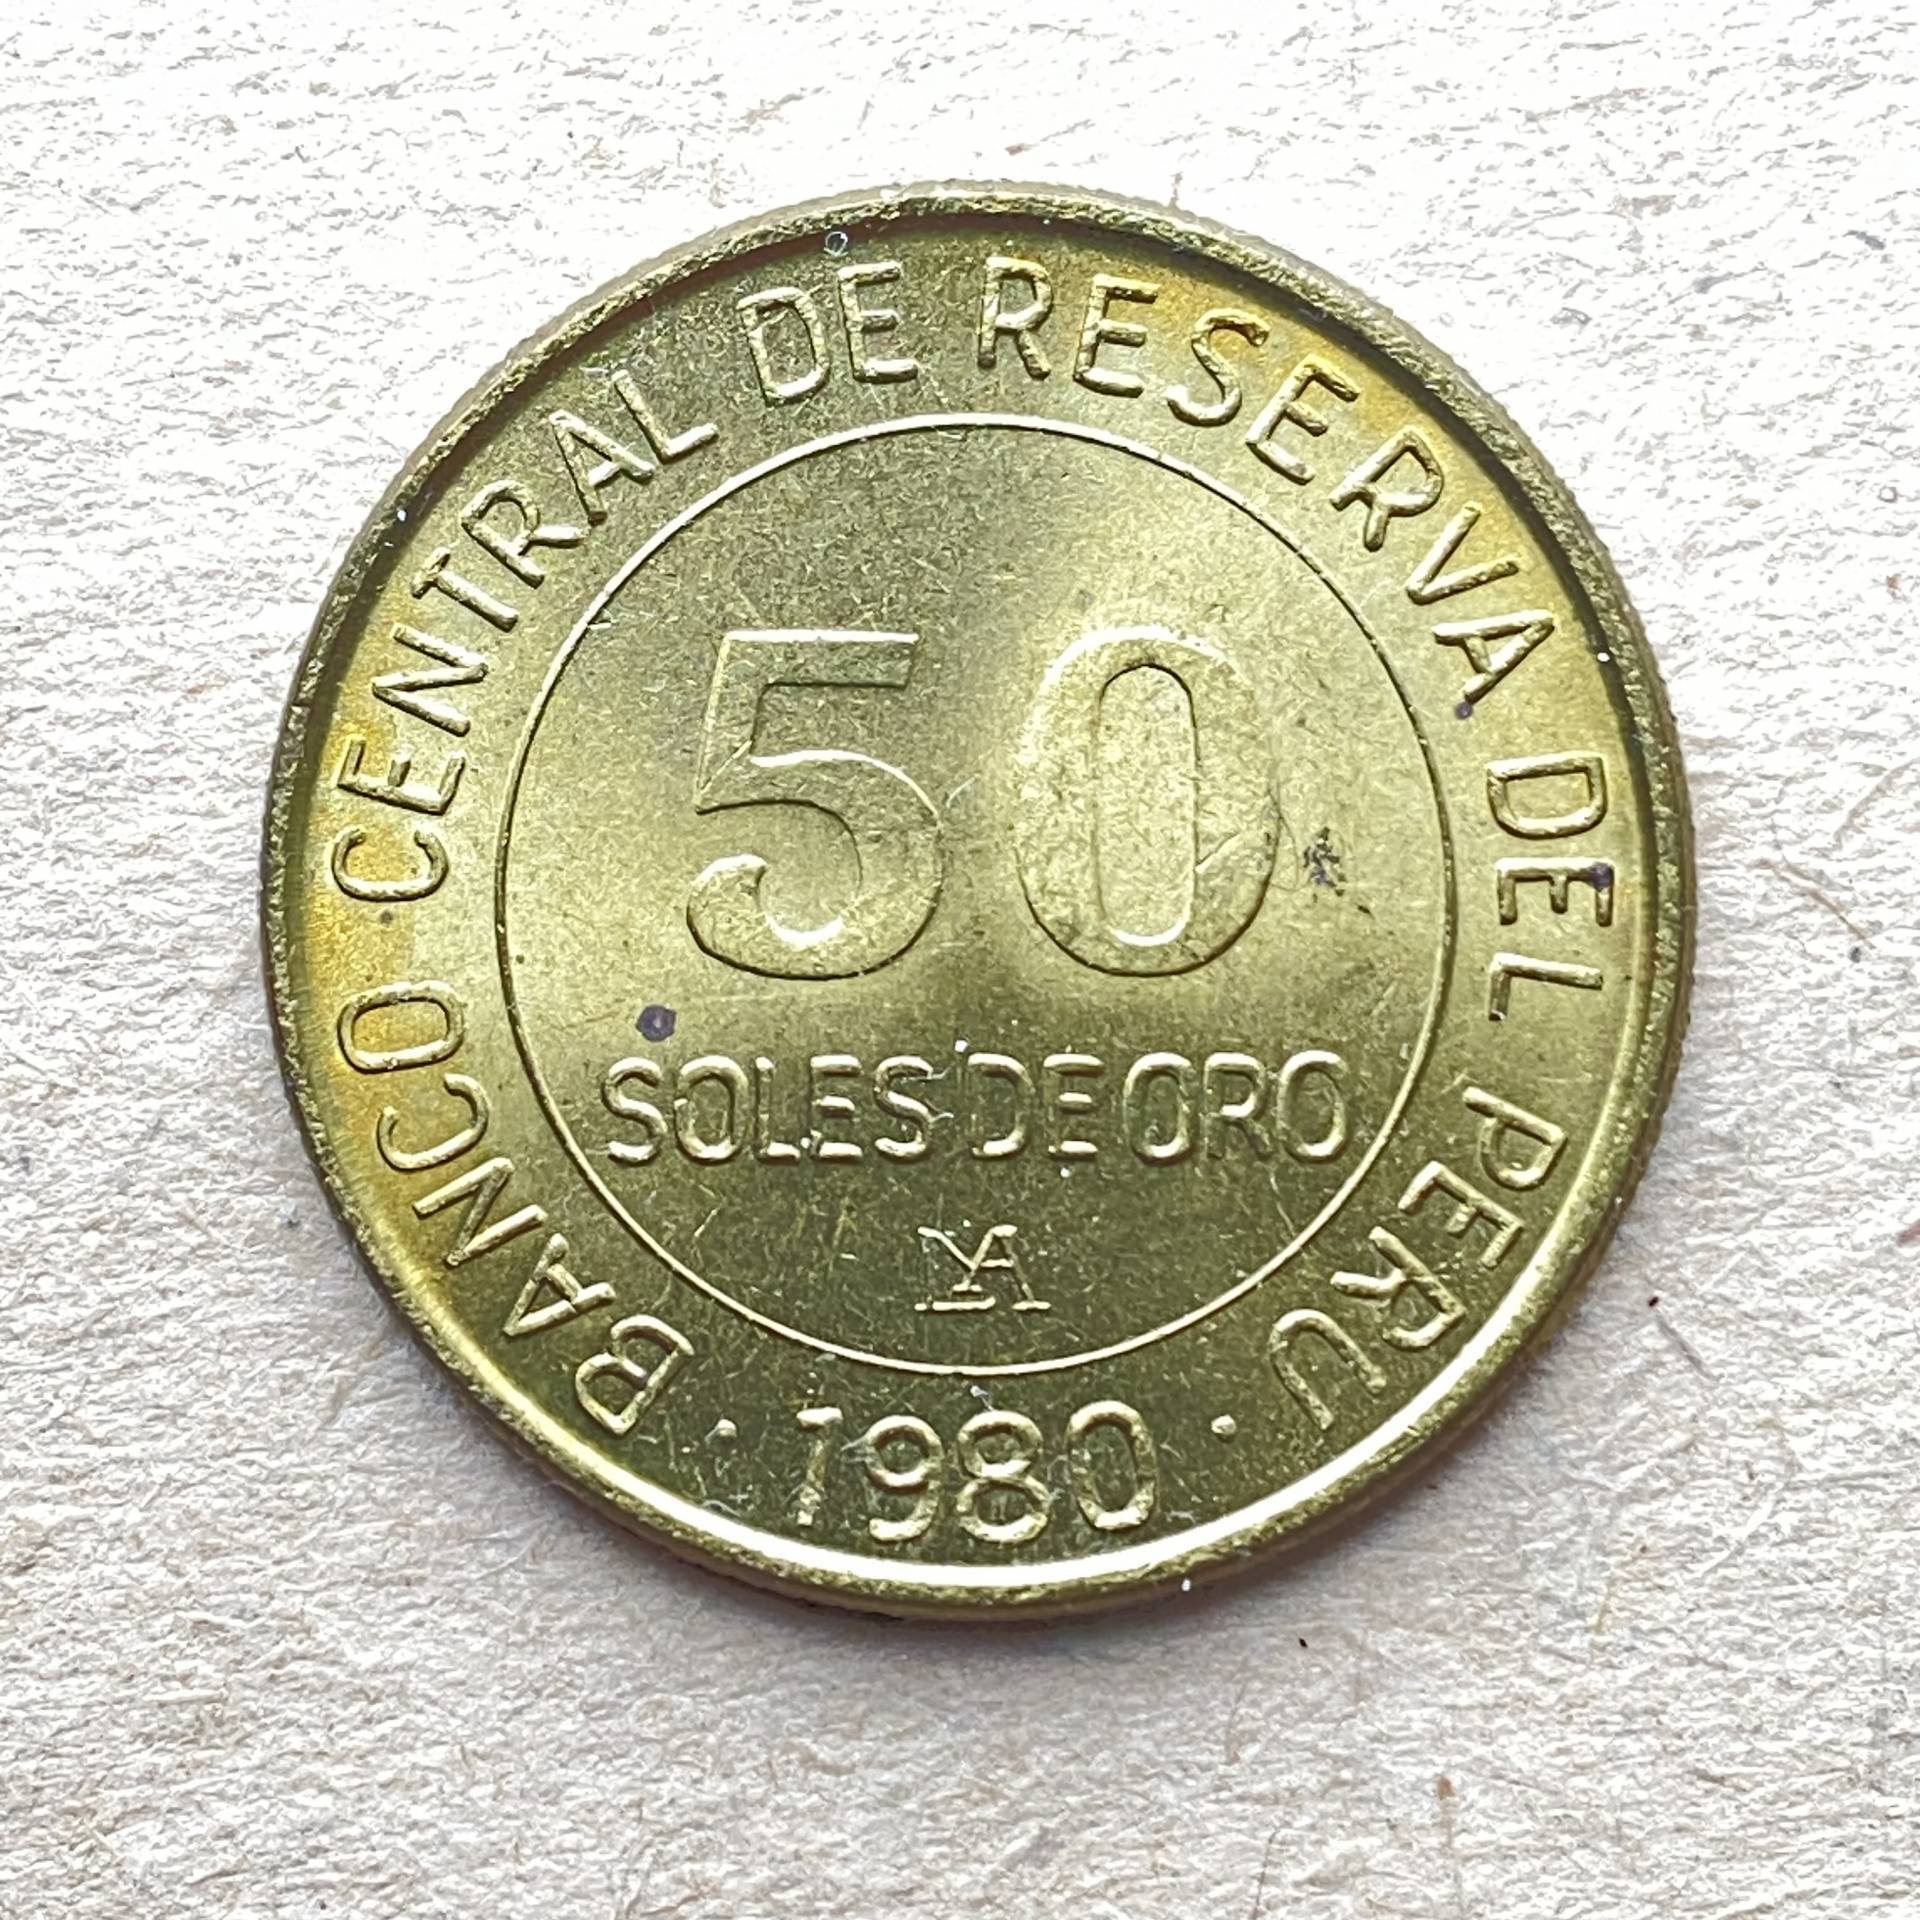 BANCO CENTRAL DE RESERVA DEL PERU
50
SOLES DE ORO
· 1980 ·